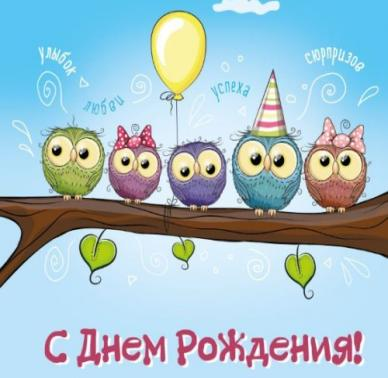 улыбок
любви
успеха
сюрпризов
С Днем Рождения!